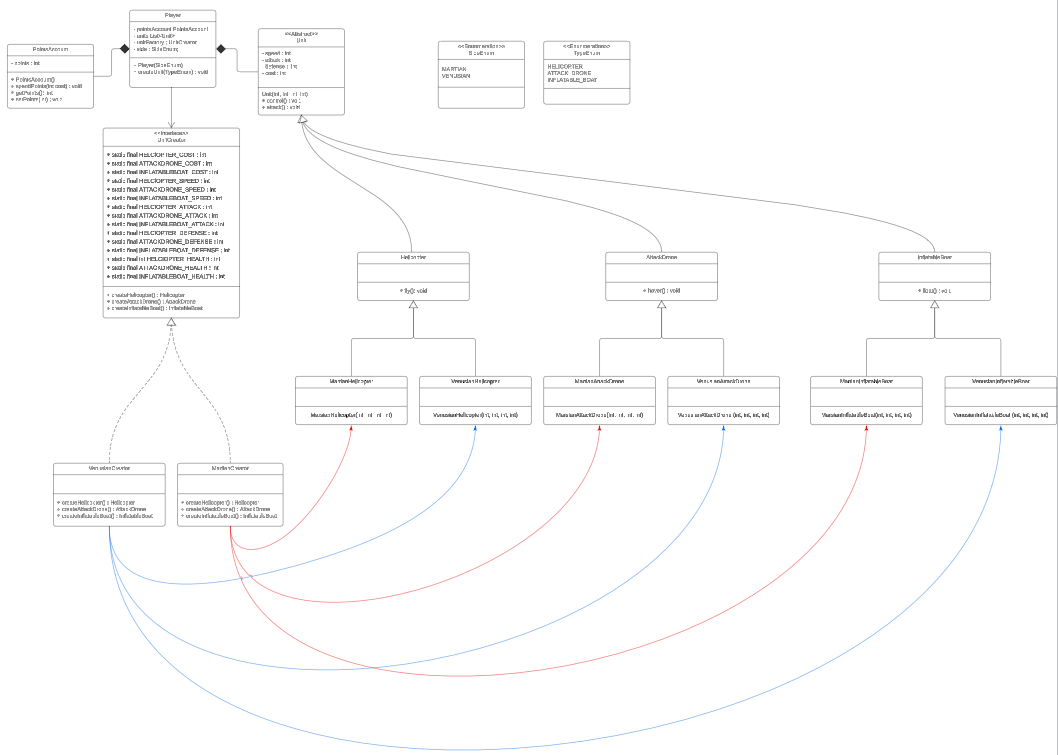 Player
- pointsAccount: PointsAccount
- units List<Unit>
- unitFactory : UnitCreator
- side : SideEnum;
- Player(SideEnum)
- createUnit(TypeEnum) : void
PointsAccount
- points : int
+ PointsAccount()
+ spendPoints(int cost) : void
+ getPoints() : int
<<Abstract>>
Unit
- speed : int
- attack : int
- defense : int
- cost : int
Unit(int, int, int, int)
+ control() : void
+ attack() : void
<<Enumeration>>
SideEnum
MARTIAN
VENUSIAN
<<Enumeration>>
TypeEnum
HELICOPTER
ATTACK_DRONE
INFLATABLE_BOAT
<<Interface>>
UnitCreator
+ static final HELICOPTER_COST : int
+ static final ATTACKDRONE_COST : int
+ static final INFLATABLEBOAT_COST : int
+ static final HELICOPTER_SPEED : int
+ static final ATTACKDRONE_SPEED : int
+ static final INFLATABLEBOAT_SPEED : int
+ static final HELICOPTER_ATTACK : int
+ static final ATTACKDRONE_ATTACK : int
+ static final INFLATABLEBOAT_ATTACK : int
+ static final HELICOPTER_DEFENSE : int
+ static final ATTACKDRONE_DEFENSE : int
+ static final INFLATABLEBOAT_DEFENSE : int
+ static final int HELICOPTER_HEALTH : int
+ static final ATTACKDRONE_HEALTH : int
+ static final INFLATABLEBOAT_HEALTH : int
+ createHelicopter() : Helicopter
+ createAttackDrone() : AttackDrone
+ createInflatableBoat() : InflatableBoat
Helicopter
+ fly() : void
AttackDrone
+ hover() : void
InflatableBoat
+ float() : void
MartianHelicopter
MartianHelicopter(int, int, int, int)
VenusianHelicopter
VenusianHelicopter(int, int, int, int)
MartianAttackDrone
MartianAttackDrone (int, int, int, int)
VenusianAttackDrone
VenusianAttackDrone (int, int, int, int)
MartianInflatableBoat
MartianInflatableBoat(int, int, int, int)
VenusianInflatableBoat
VenusianInflatableBoat (int, int, int, int)
VenusianCreator
+ createHelicopter() : Helicopter
+ createAttackDrone() : AttackDrone
+ createInflatableBoat() : InflatableBoat
MartianCreator
+ createHelicopter() : Helicopter
+ createAttackDrone() : AttackDrone
+ createInflatableBoat() : InflatableBoat